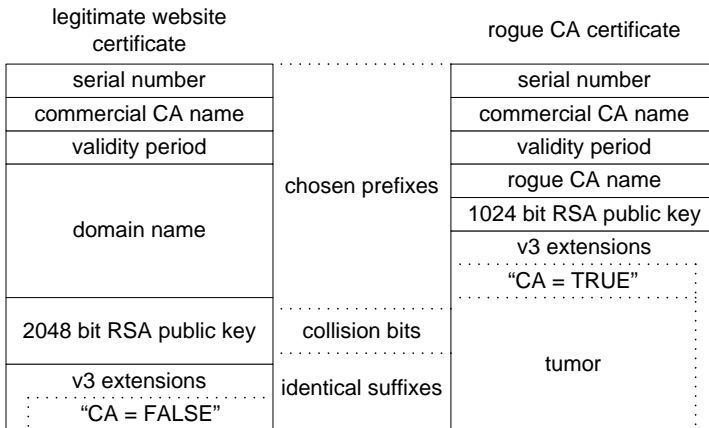 legitimate website
certificate
serial number
commercial CA name
validity period
domain name
2048 bit RSA public key
v3 extensions
“CA = FALSE”
chosen prefixes
collision bits
identical suffixes
rogue CA certificate
serial number
commercial CA name
validity period
rogue CA name
1024 bit RSA public key
v3 extensions
“CA = TRUE”
tumor